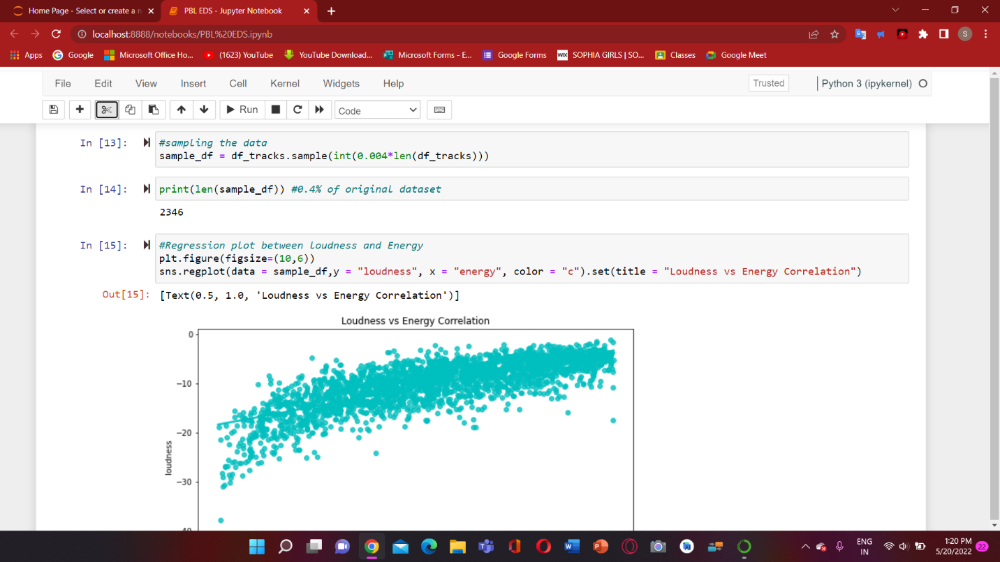 Home Page - Select or create a n
PBL EDS - Jupyter Notebook
localhost:8888/notebooks/PBL%20EDS.ipynb
S
Apps
Google
Microsoft Office Ho...
(1623) YouTube
YouTube Download...
Microsoft Forms - E...
Google Forms
WIX
SOPHIA GIRLS | SO...
Classes
Google Meet
File
Edit
View
Insert
Cell
Kernel
Widgets
Help
Trusted
Python 3 (ipykernel)
Run
Code
In [13]:
#sampling the data
sample_df = df_tracks.sample(int(0.004*len(df_tracks)))
In [14]:
print(len(sample_df)) #0.4% of original dataset
2346
In [15]:
#Regression plot between loudness and Energy
plt.figure(figsize=(10,6))
sns.regplot(data = sample_df,y = "loudness", x = "energy", color = "c").set(title = "Loudness vs Energy Correlation")
Out[15]:
[Text(0.5, 1.0, 'Loudness vs Energy Correlation')]
Loudness vs Energy Correlation
0
−10
−20
−30
loudness
ENG
IN
1:20 PM
5/20/2022
22